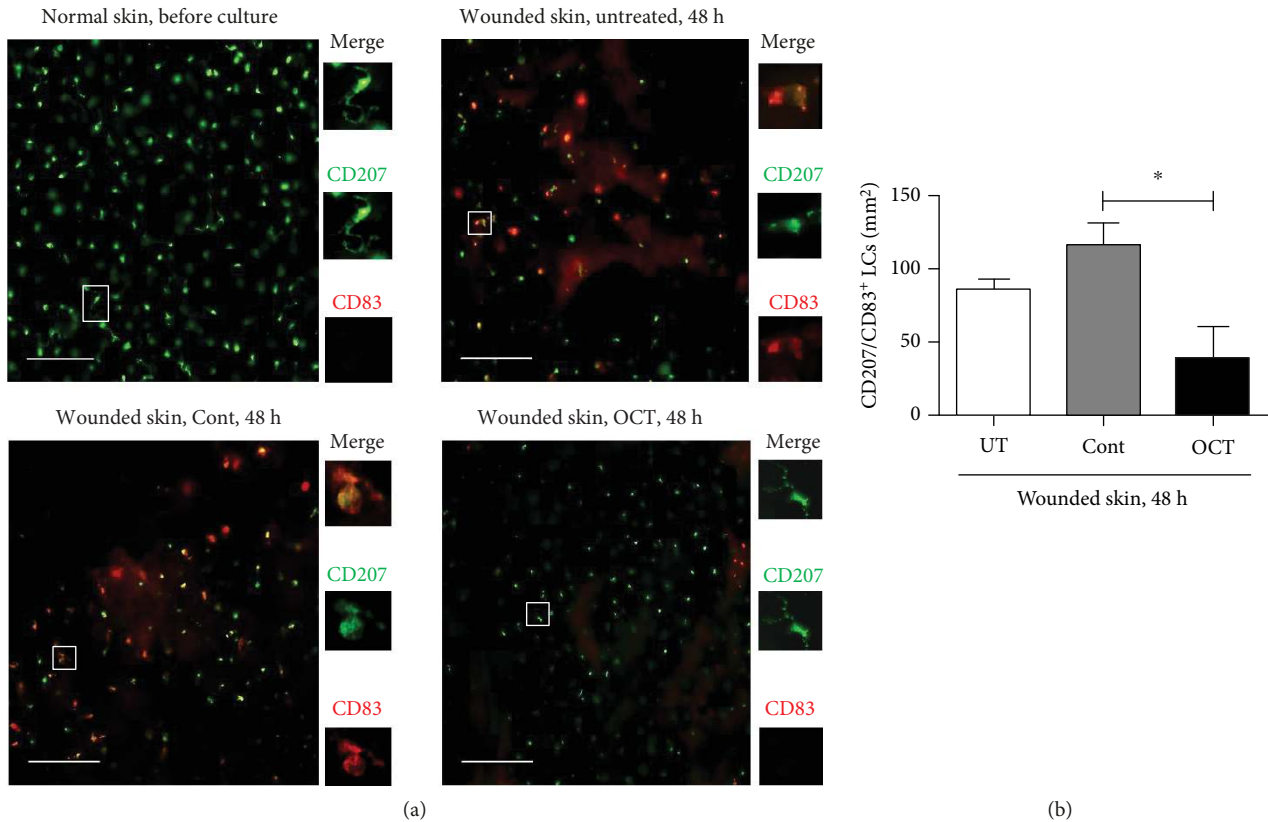 Normal skin, before culture
Merge
CD207
CD83
Wounded skin, untreated, 48 h
Merge
CD207
CD83
Wounded skin, Cont, 48 h
Merge
CD207
CD83
Wounded skin, OCT, 48 h
Merge
CD207
CD83
(a)
CD207/CD83⁺ LCs (mm²)
150
100
50
0
*
UT Cont OCT
Wounded skin, 48 h
(b)